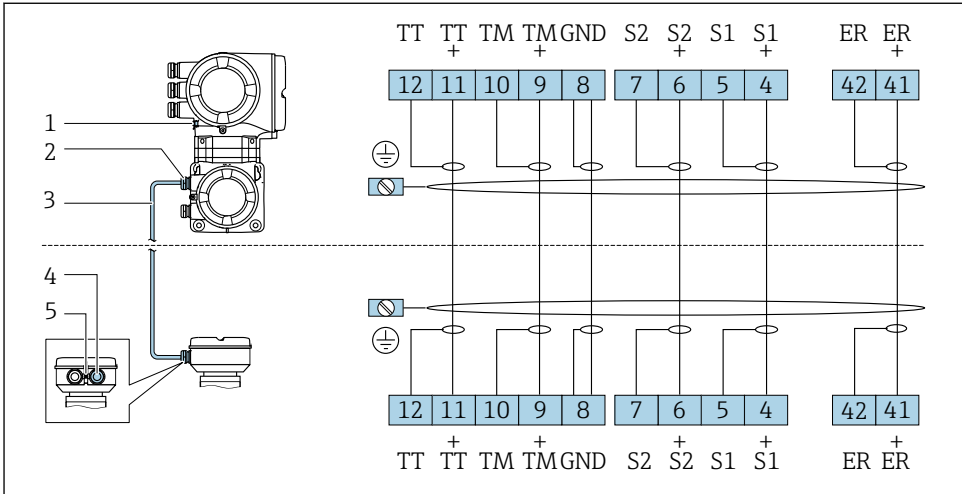 TT TT TM TM GND S2 S2 S1 S1 ER ER
+ + + + +
12 11 10 9 8 7 6 5 4 42 41
1
2
3
4
5
12 11 10 9 8 7 6 5 4 42 41
+ + + + +
TT TT TM TM GND S2 S2 S1 S1 ER ER